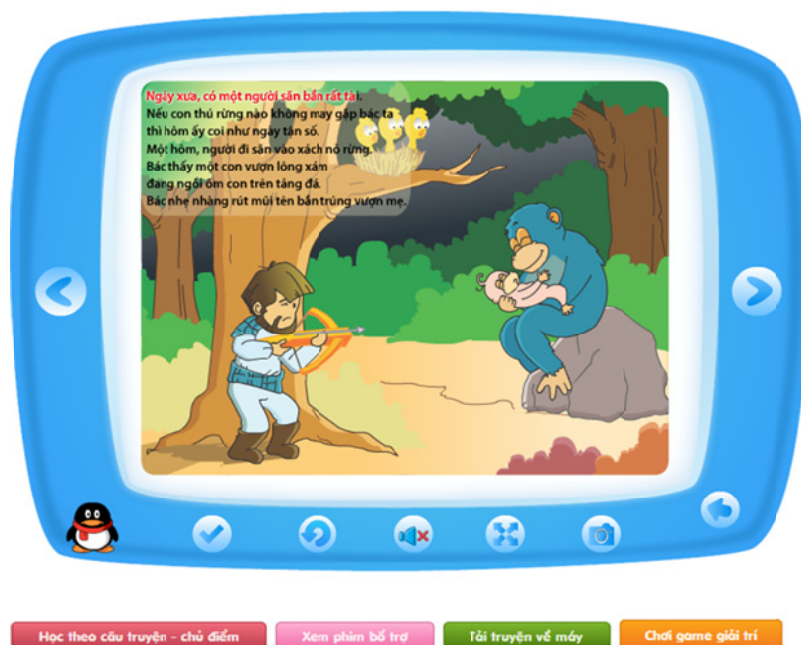 Ngày xưa, có một người săn bắn rất tài.
Nếu con thú rừng nào không may gặp bác ta
thì hôm ấy coi như ngày tận số.
Một hôm, người đi săn vào xách nỏ rừng.
Bác thấy một con vượn lông xám
đang ngồi ôm con trên tảng đá.
Bác nhẹ nhàng rút mũi tên bắn trúng vượn mẹ.
Học theo câu truyện - chủ điểm
Xem phim bổ trợ
Tải truyện về máy
Chơi game giải trí